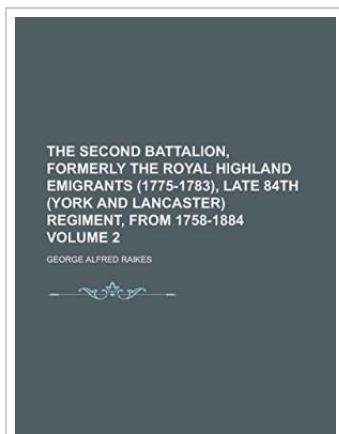 THE SECOND BATTALION,
FORMERLY THE ROYAL HIGHLAND
EMIGRANTS (1775-1783), LATE 84TH
(YORK AND LANCASTER)
REGIMENT, FROM 1758-1884
VOLUME 2
GEORGE ALFRED RAIKES